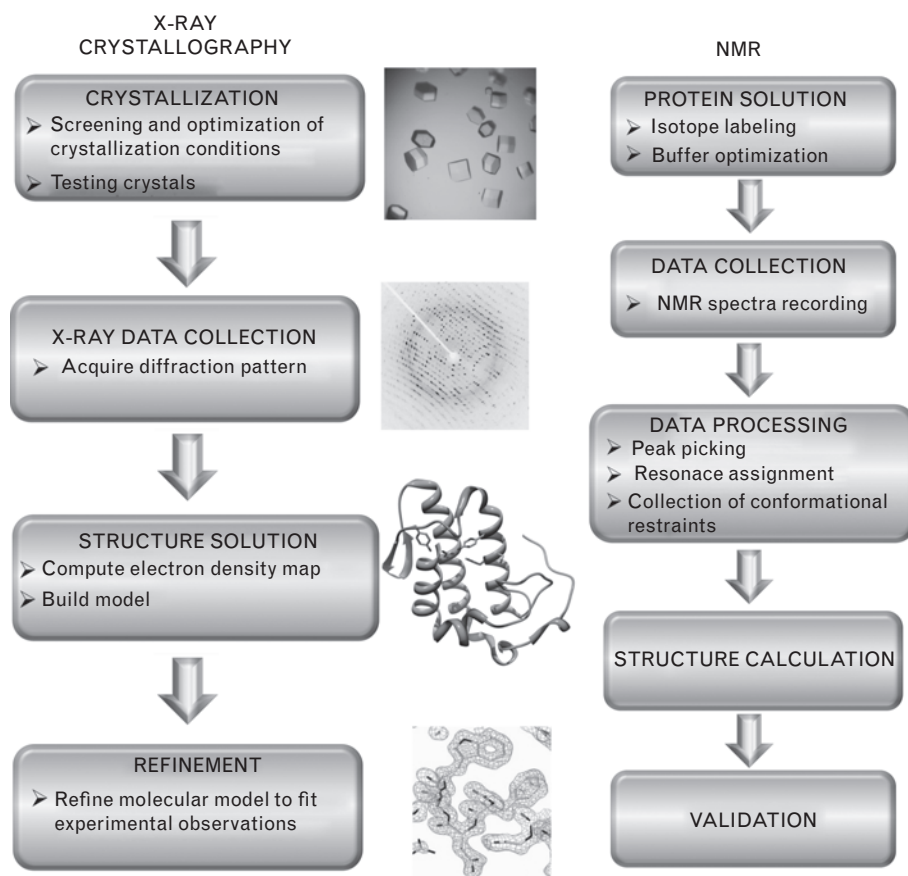 X-RAY
CRYSTALLOGRAPHY
CRYSTALLIZATION
➢ Screening and optimization of
crystallization conditions
➢ Testing crystals
X-RAY DATA COLLECTION
➢ Acquire diffraction pattern
STRUCTURE SOLUTION
➢ Compute electron density map
➢ Build model
REFINEMENT
➢ Refine molecular model to fit
experimental observations
NMR
PROTEIN SOLUTION
➢ Isotope labeling
➢ Buffer optimization
DATA COLLECTION
➢ NMR spectra recording
DATA PROCESSING
➢ Peak picking
➢ Resonace assignment
➢ Collection of conformational
restraints
STRUCTURE CALCULATION
VALIDATION